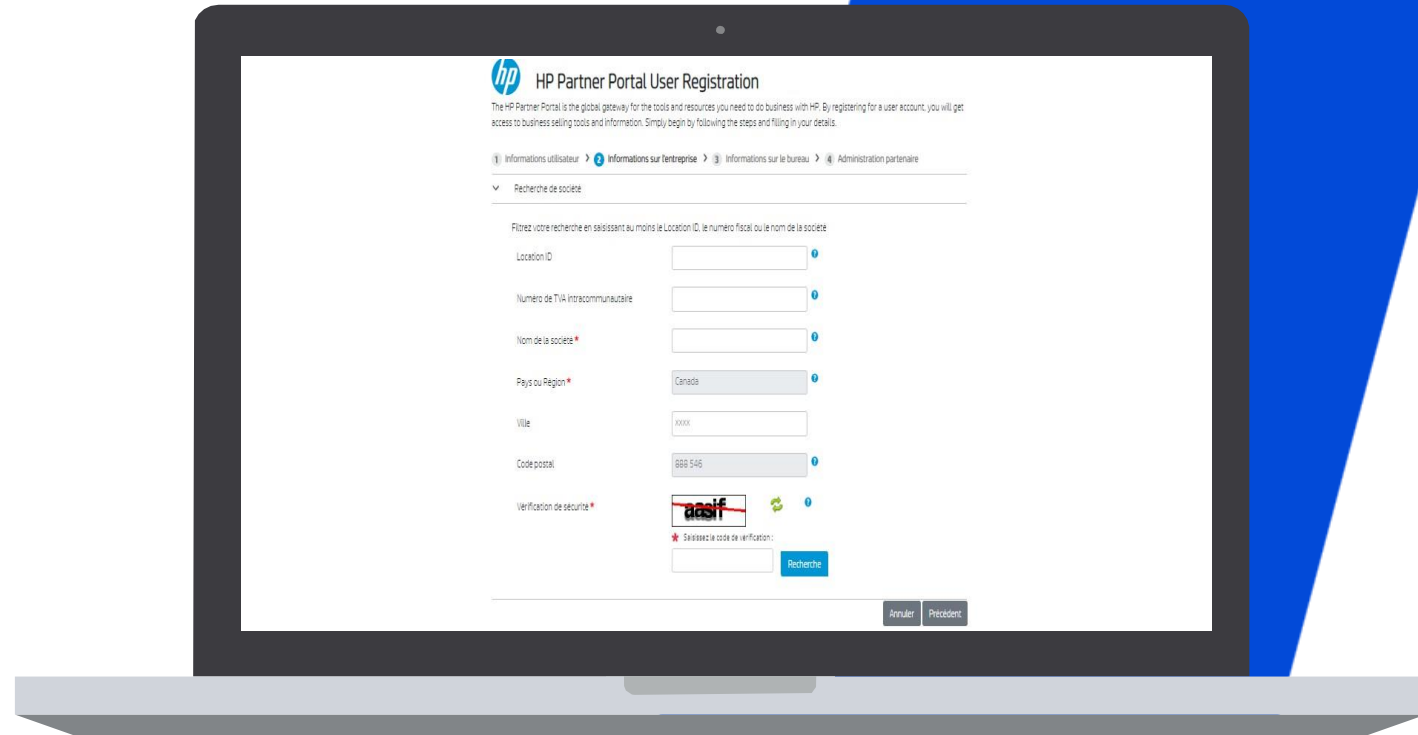 hp
HP Partner Portal User Registration
The HP Partner Portal is the global gateway for the tools and resources you need to do business with HP. By registering for a user account, you will get
access to business selling tools and information. Simply begin by following the steps and filling in your details.
1 Informations utilisateur > 2 Informations sur l'entreprise > 3 Informations sur le bureau > 4 Administration partenaire
Recherche de société
Filtrez votre recherche en saisissant au moins le Location ID, le numéro fiscal ou le nom de la société
Location ID ?
Numéro de TVA intracommunautaire ?
Nom de la société * ?
Pays ou Région * Canada ?
Ville xxxx
Code postal 888 546 ?
Vérification de sécurité * aasif ?
* Saisissez le code de vérification :
Recherche
Annuler Précédent